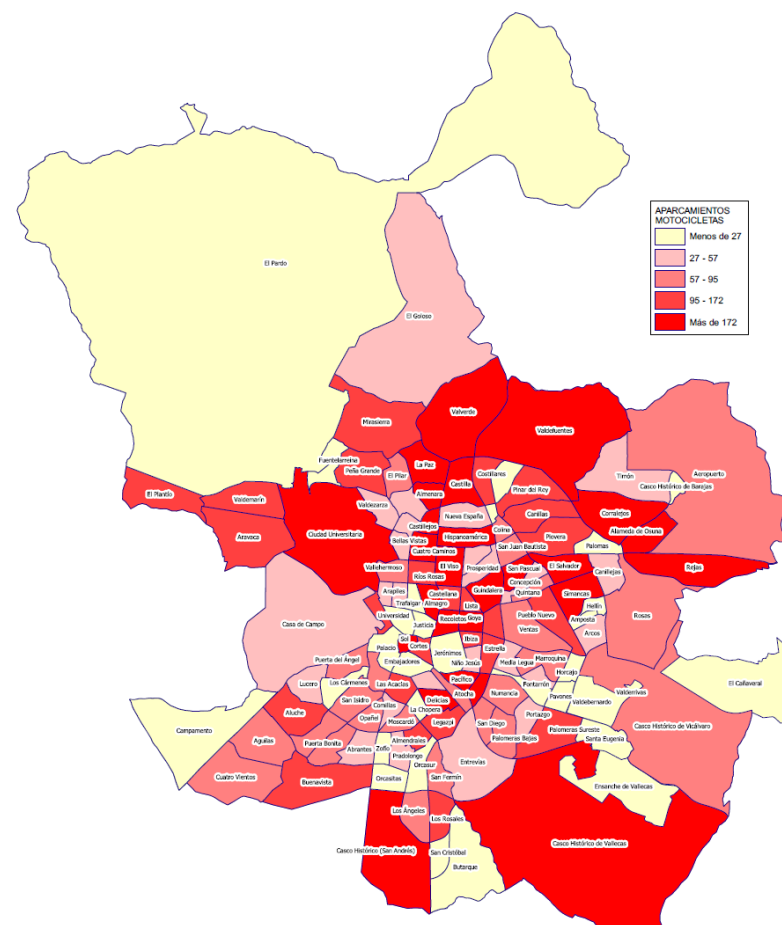 APARCAMIENTOS
MOTOCICLETAS
Menos de 27
27 - 57
57 - 95
95 - 172
Más de 172
El Pardo
El Goloso
Mirasierra
Valverde
Valdefuentes
Fuentelarreina
Peña Grande
El Pilar
La Paz
Castilla
Costillares
Pinar del Rey
Timón
Aeropuerto
Casco Histórico de Barajas
El Plantío
Valdemarín
Aravaca
Ciudad Universitaria
Valdezarza
Almenara
Castillejos
Nueva España
Colina
Canillas
Corralejos
Alameda de Osuna
Bellas Vistas
Cuatro Caminos
Hispanoamérica
San Juan Bautista
Piovera
Palomas
Vallehermoso
Ríos Rosas
El Viso
Prosperidad
San Pascual
El Salvador
Canillejas
Rejas
Concepción
Quintana
Guindalera
Simancas
Arapiles
Trafalgar
Almagro
Castellana
Lista
Hellín
Amposta
Arcos
Rosas
Pueblo Nuevo
Ventas
Casa de Campo
Universidad
Justicia
Recoletos
Goya
Sol
Cortes
Palacio
Embajadores
Jerónimos
Ibiza
Niño Jesús
Estrella
Media Legua
Marroquina
Horcajo
El Cañaveral
Puerta del Ángel
Lucero
Los Cármenes
San Isidro
Las Acacias
Comillas
La Chopera
Delicias
Pacífico
Atocha
Numancia
Fontarrón
Pavones
Valdebernardo
Valderrivas
Campamento
Aluche
Águilas
Opañel
Moscardó
Legazpi
San Diego
Portazgo
Palomeras Bajas
Palomeras Sureste
Santa Eugenia
Casco Histórico de Vicálvaro
Puerta Bonita
Abrantes
Zofío
Almendrales
Pradolongo
Cuatro Vientos
Buenavista
Orcasitas
Orcasur
San Fermín
Entrevías
Ensanche de Vallecas
Los Ángeles
Los Rosales
Casco Histórico (San Andrés)
San Cristóbal
Butarque
Casco Histórico de Vallecas